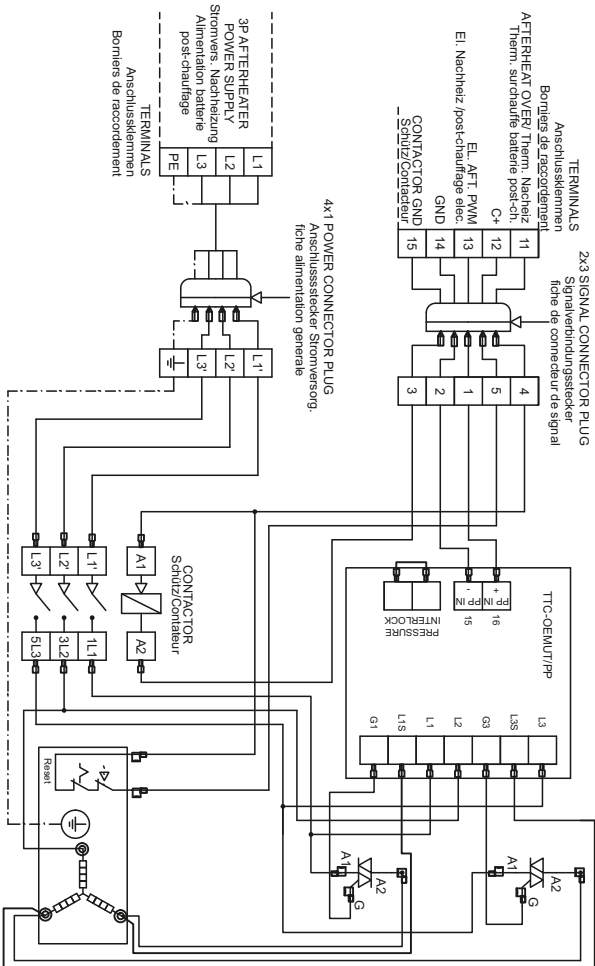 TERMINALS
Anschlussklemmen
Borniers de raccordement
AFTERHEAT OVER/ Therm. Nacheiz
Therm. surchauffe batterie post-ch.
C+
EL. AFT. PWM
El. Nachheiz /post-chauffage elec.
GND
CONTACTOR GND
Schütz/Contacteur
11
12
13
14
15
2x3 SIGNAL CONNECTOR PLUG
Signalverbindungsstecker
fiche de connecteur de signal
4
5
1
2
3
TERMINALS
Anschlussklemmen
Borniers de raccordement
3P AFTERHEATER
POWER SUPPLY
Stromvers. Nachheizung
Alimentation batterie
post-chauffage
L1
L2
L3
PE
4x1 POWER CONNECTOR PLUG
Anschlussstecker Stromversorg.
fiche alimentation generale
L1'
L2'
L3'
TTC-OEMUT/PP
+ PP IN
- PP IN
16
15
PRESSURE
INTERLOCK
L3
L3S
G3
L2
L1
L1S
G1
CONTACTOR
Schütz/Contateur
A1
A2
L1'
L2'
L3'
1L1
3L2
5L3
A1
A2
G
A1
A2
G
Reset